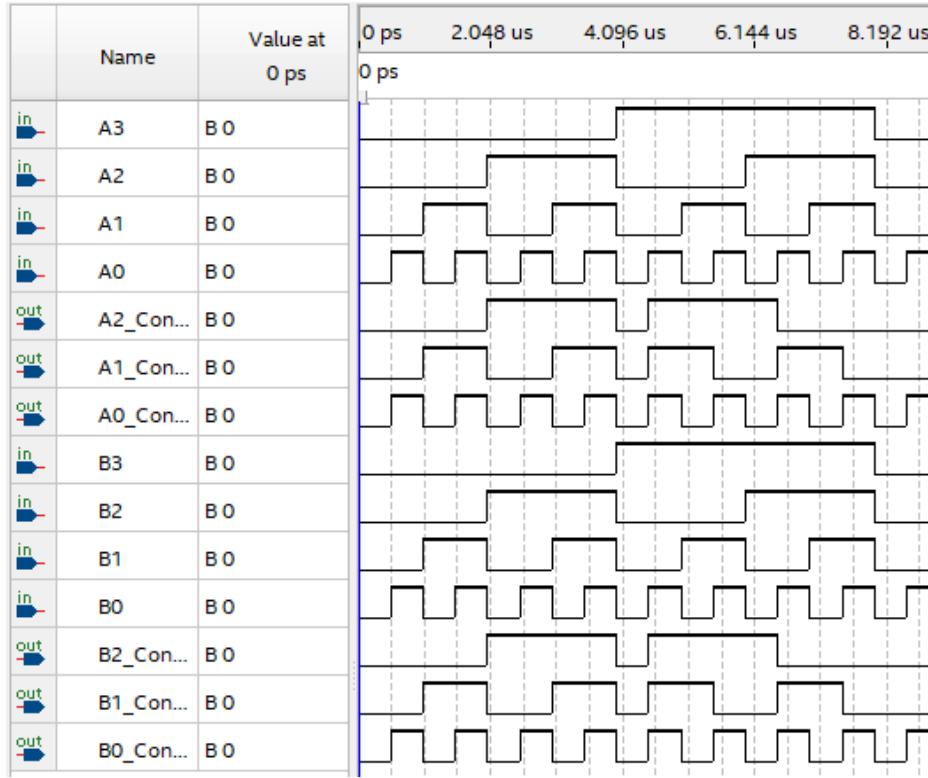 Name Value at 0 ps 0 ps 2.048 us 4.096 us 6.144 us 8.192 us
0 ps
in A3 B 0
in A2 B 0
in A1 B 0
in A0 B 0
out A2_Con... B 0
out A1_Con... B 0
out A0_Con... B 0
in B3 B 0
in B2 B 0
in B1 B 0
in B0 B 0
out B2_Con... B 0
out B1_Con... B 0
out B0_Con... B 0